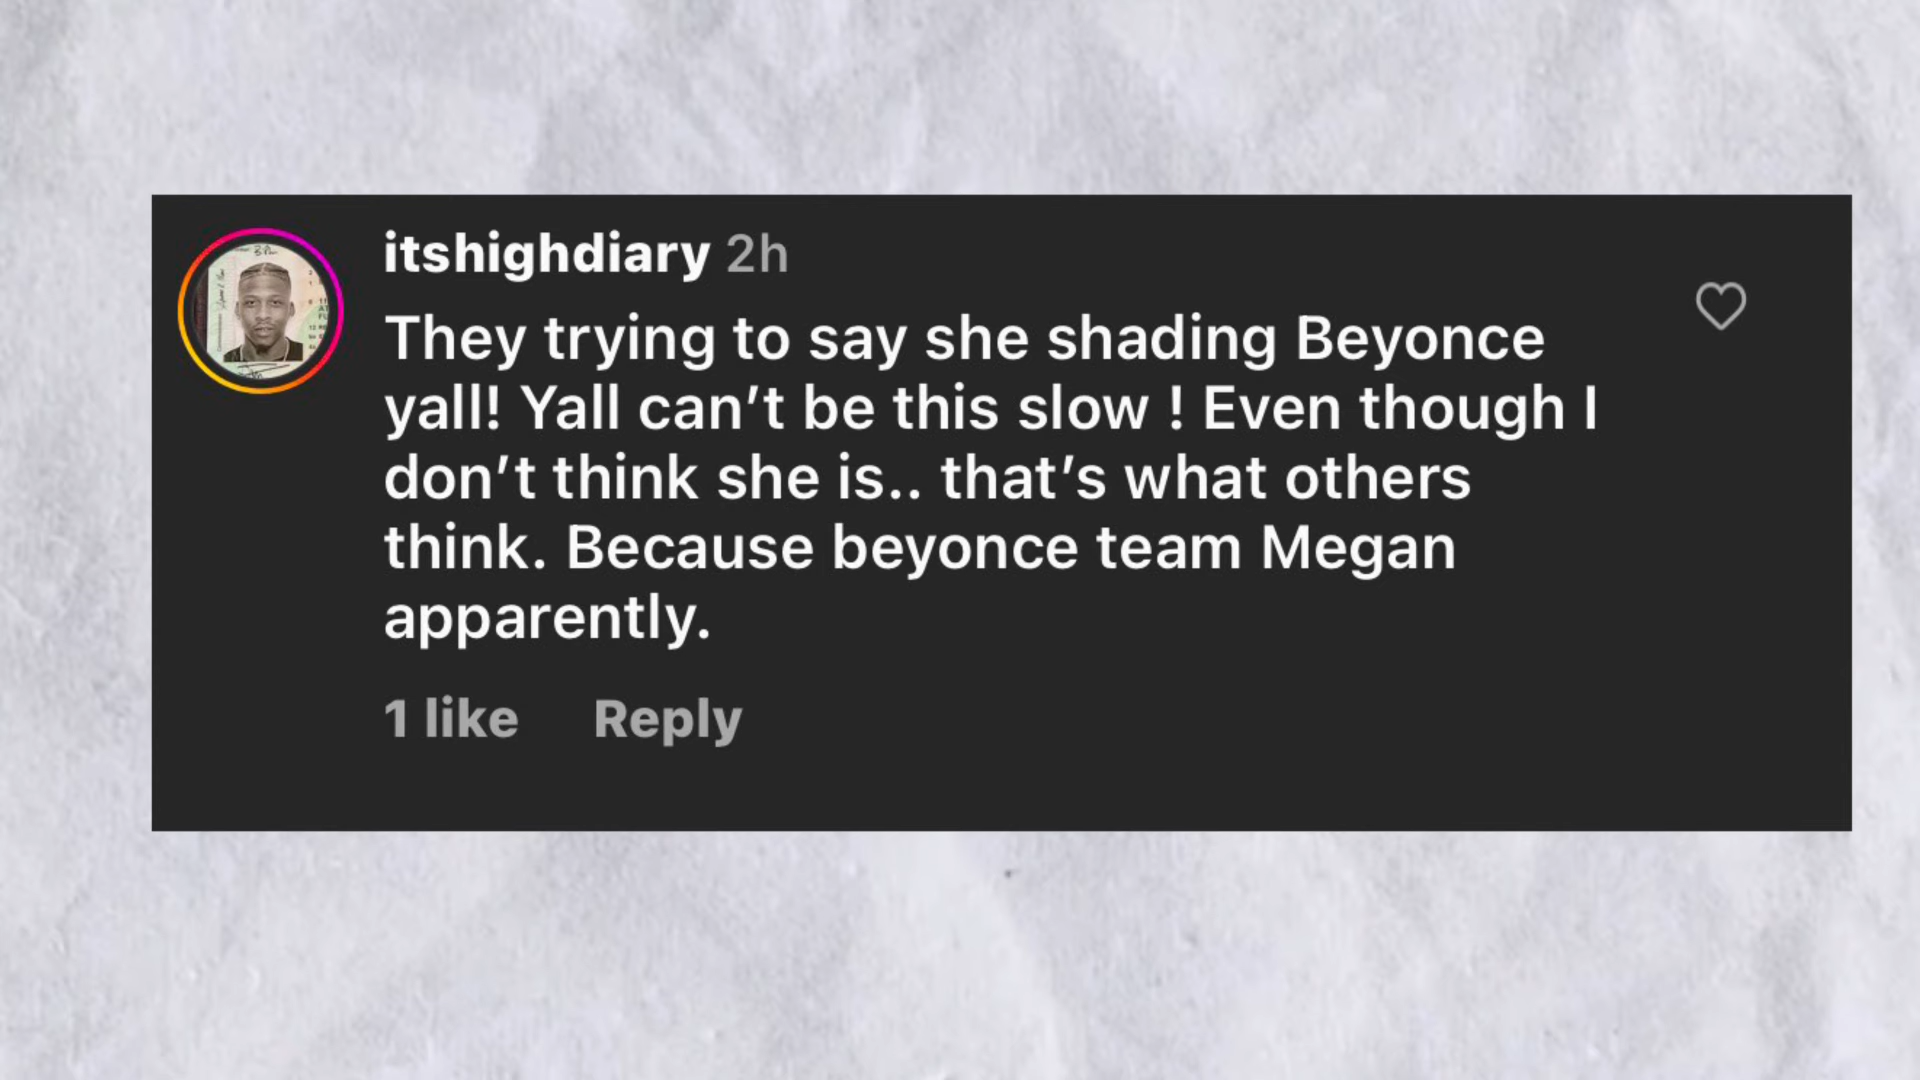 itshighdiary 2h
They trying to say she shading Beyonce
yall! Yall can’t be this slow ! Even though I
don’t think she is.. that’s what others
think. Because beyonce team Megan
apparently.
1 like Reply